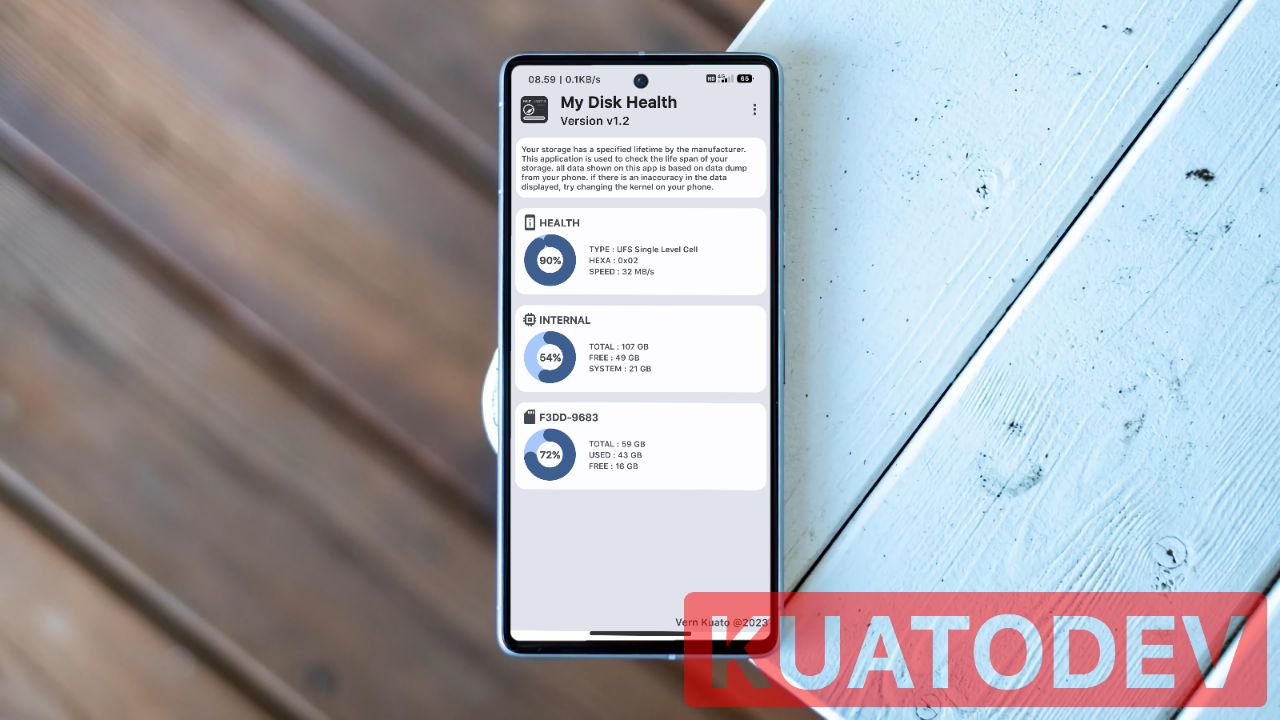 08.59 | 0.1KB/s
HD 4G 65
My Disk Health
Version v1.2
Your storage has a specified lifetime by the manufacturer.
This application is used to check the life span of your
storage. all data shown on this app is based on data dump
from your phone. if there is an inaccuracy in the data
displayed, try changing the kernel on your phone.
HEALTH
90%
TYPE : UFS Single Level Cell
HEXA : 0x02
SPEED : 32 MB/s
INTERNAL
54%
TOTAL : 107 GB
FREE : 49 GB
SYSTEM : 21 GB
F3DD-9683
72%
TOTAL : 59 GB
USED : 43 GB
FREE : 16 GB
Vern Kuato @2023
KUATODEV